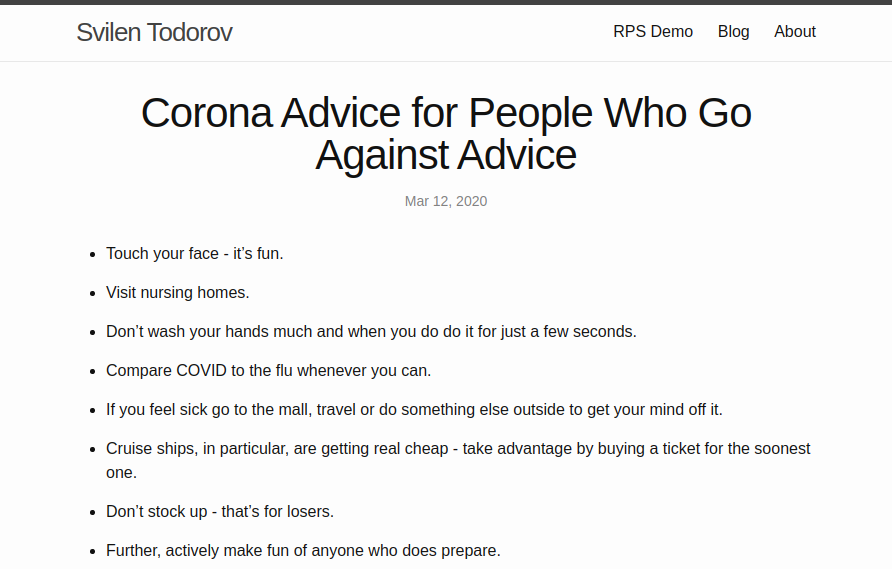 Svilen Todorov
RPS Demo Blog About
Corona Advice for People Who Go
Against Advice
Mar 12, 2020
• Touch your face - it’s fun.
• Visit nursing homes.
• Don’t wash your hands much and when you do do it for just a few seconds.
• Compare COVID to the flu whenever you can.
• If you feel sick go to the mall, travel or do something else outside to get your mind off it.
• Cruise ships, in particular, are getting real cheap - take advantage by buying a ticket for the soonest
one.
• Don’t stock up - that’s for losers.
• Further, actively make fun of anyone who does prepare.